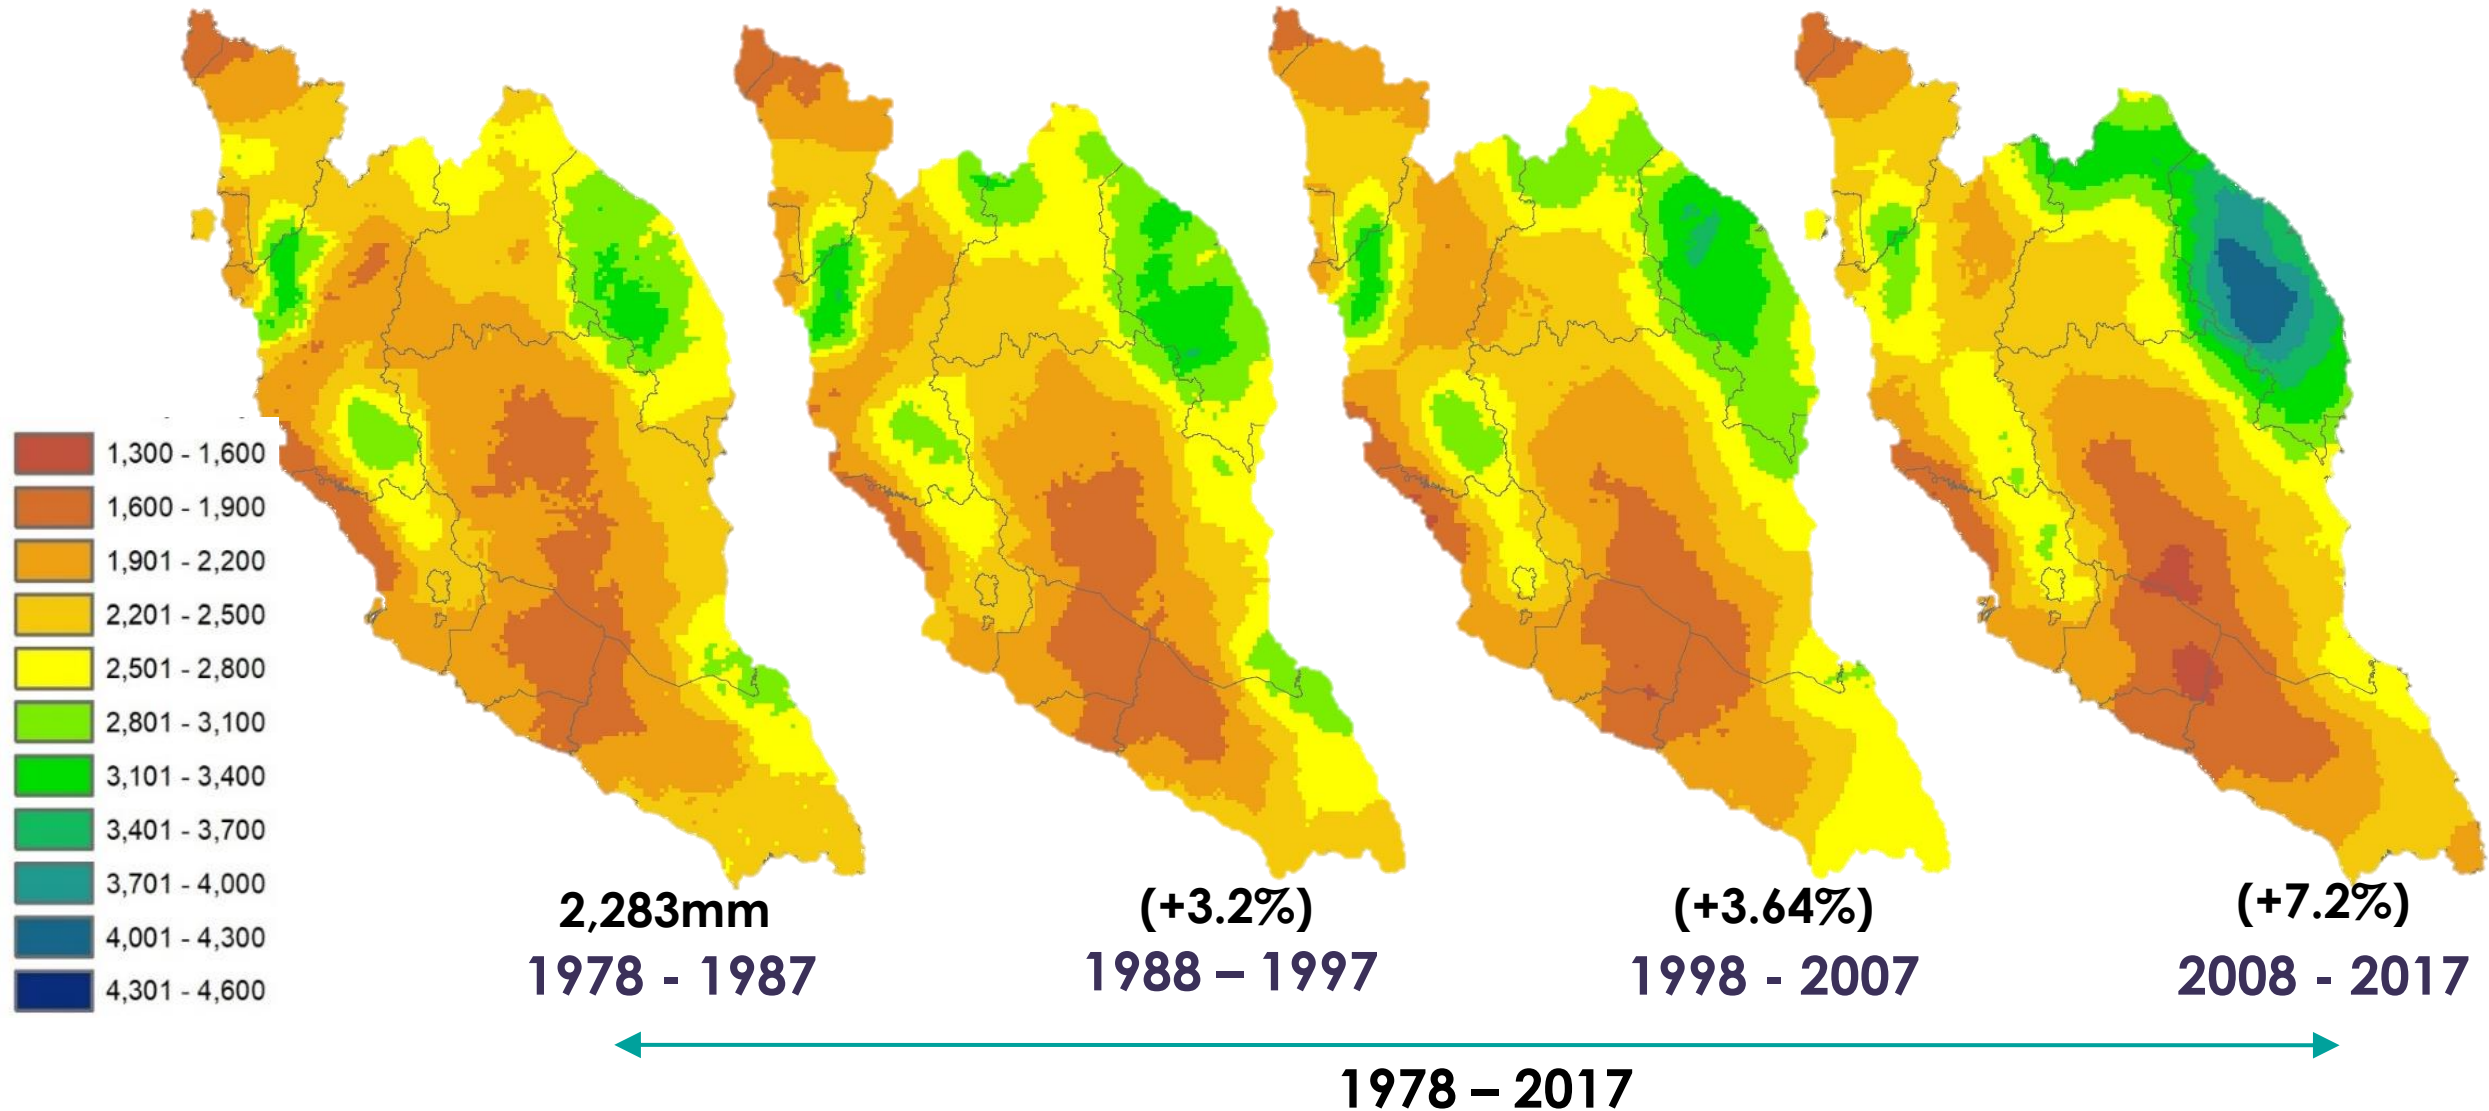 1,300 - 1,600
1,600 - 1,900
1,901 - 2,200
2,201 - 2,500
2,501 - 2,800
2,801 - 3,100
3,101 - 3,400
3,401 - 3,700
3,701 - 4,000
4,001 - 4,300
4,301 - 4,600
2,283mm
1978 - 1987
(+3.2%)
1988 – 1997
(+3.64%)
1998 - 2007
(+7.2%)
2008 - 2017
1978 – 2017